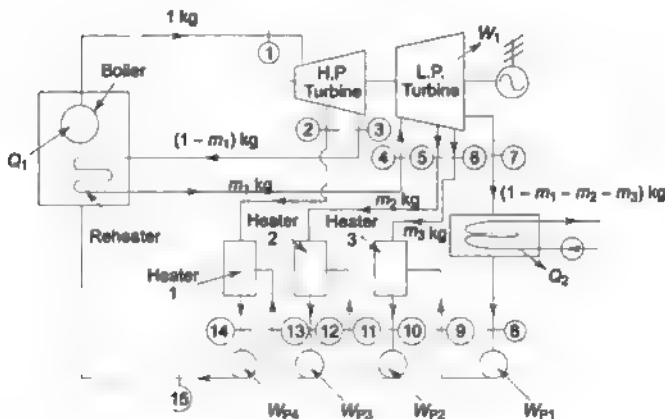 1 kg
1
W1
H.P
Turbine
L.P.
Turbine
Boiler
2
3
Q1
(1 – m1) kg
4
5
6
7
m1 kg
m2 kg
(1 – m1 – m2 – m3) kg
Reheater
Heater
2
Heater
3
m3 kg
Heater
1
Q2
14
13
12
11
10
9
8
15
WP4
WP3
WP2
WP1